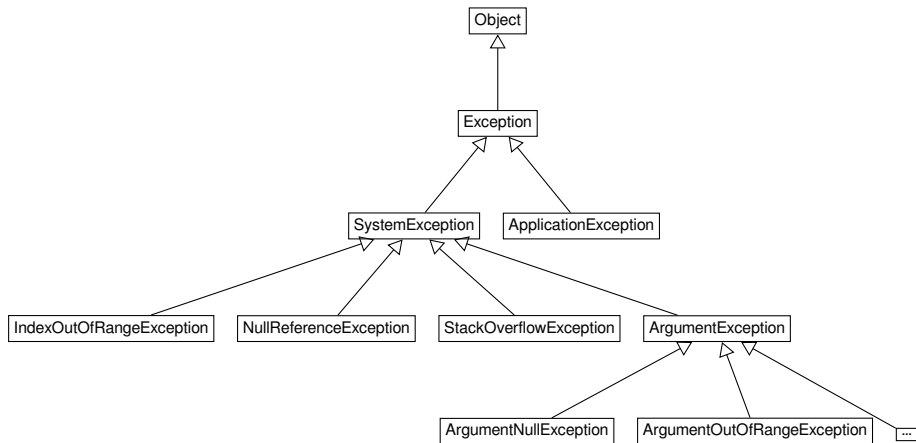 Object
Exception
SystemException
ApplicationException
IndexOutOfRangeException
NullReferenceException
StackOverflowException
ArgumentException
ArgumentNullException
ArgumentOutOfRangeException
...